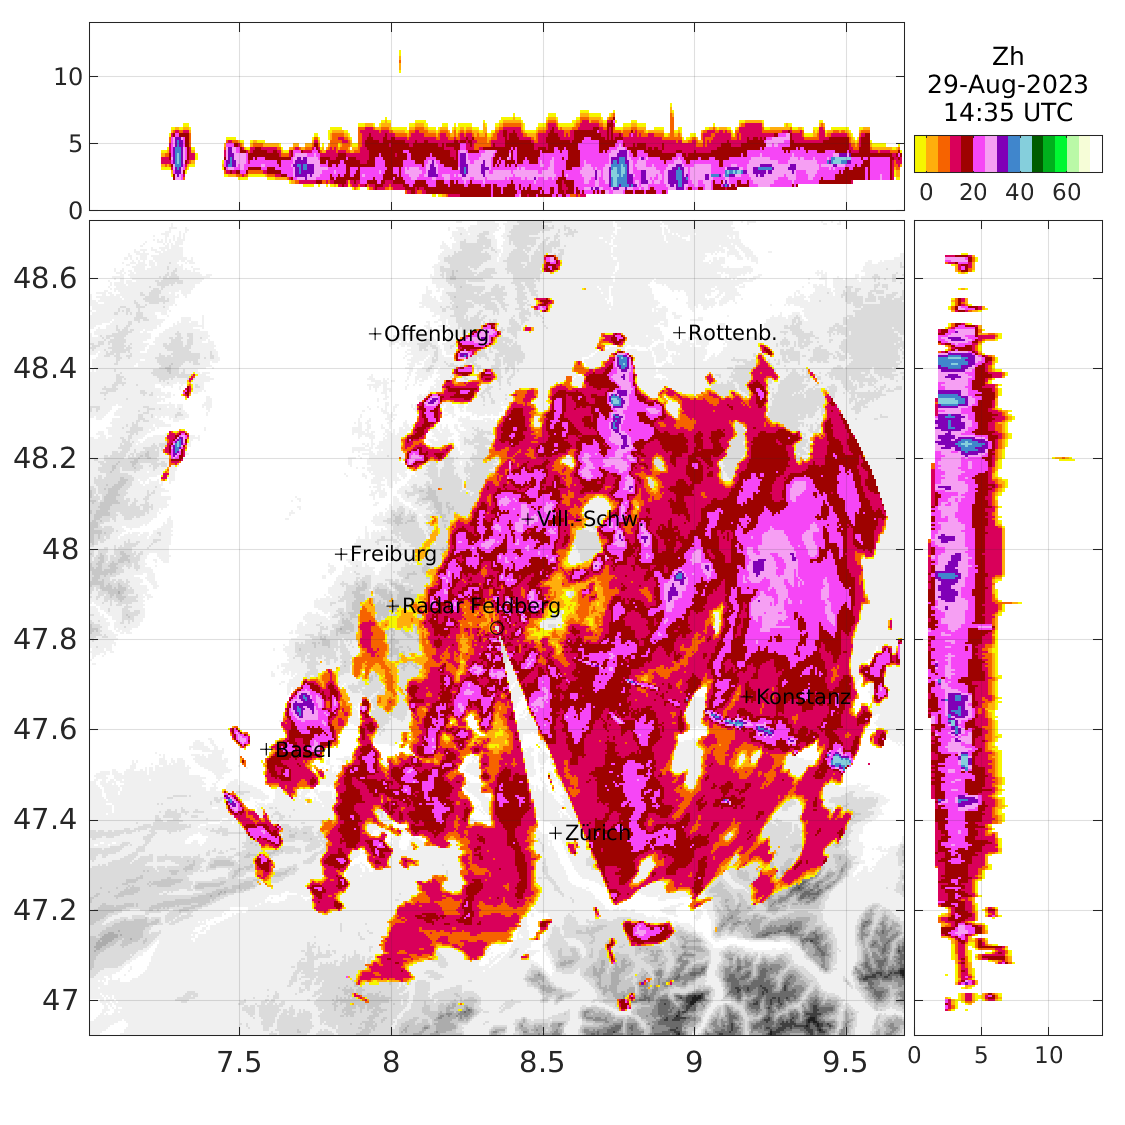 Zh
29-Aug-2023
14:35 UTC
10
5
0
0 20 40 60
48.6
+Offenburg
+Rottenb.
48.4
48.2
+Vill.-Schw.
48
+Freiburg
+Radar Feldberg
47.8
+Konstanz
47.6
+Basel
47.4
+Zürich
47.2
47
7.5 8 8.5 9 9.5
0 5 10